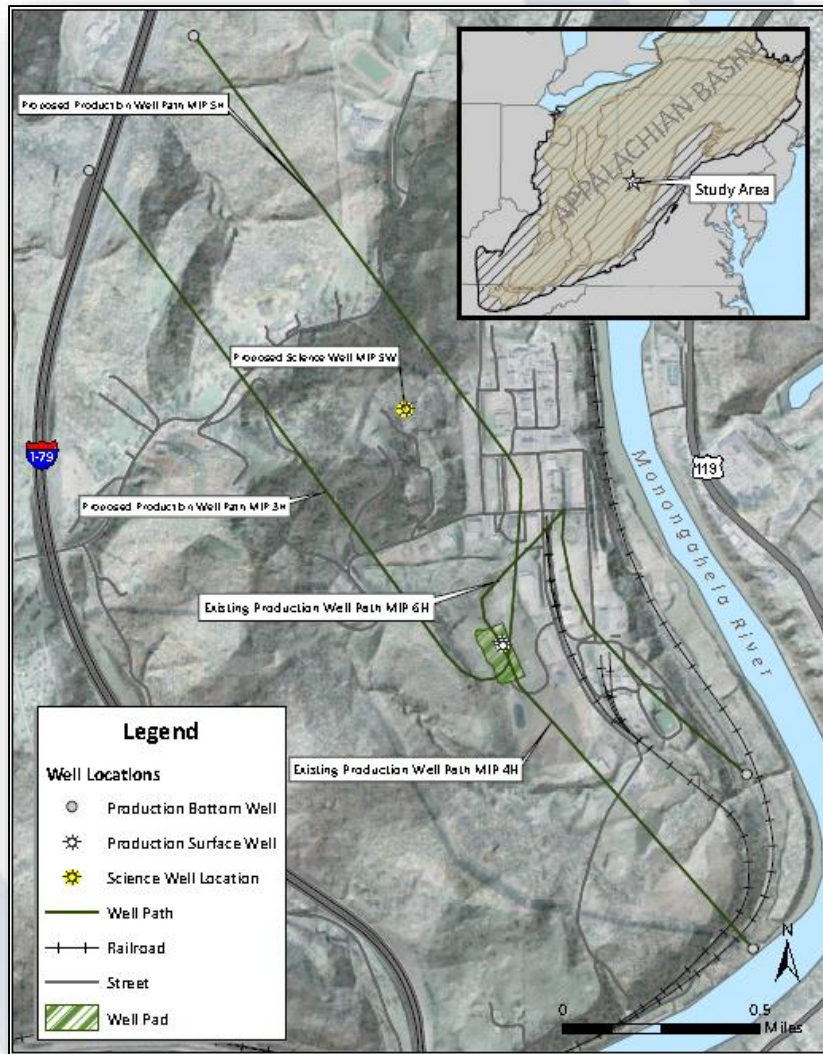 APPALACHIAN BASIN
Study Area
Proposed Production Well Path MIP 5H
Proposed Science Well MIP SW
I-79
119
Monongahela River
Proposed Production Well Path MIP 3H
Existing Production Well Path MIP 6H
Existing Production Well Path MIP 4H
Legend
Well Locations
Production Bottom Well
Production Surface Well
Science Well Location
Well Path
Railroad
Street
Well Pad
N
0 0.5
Miles